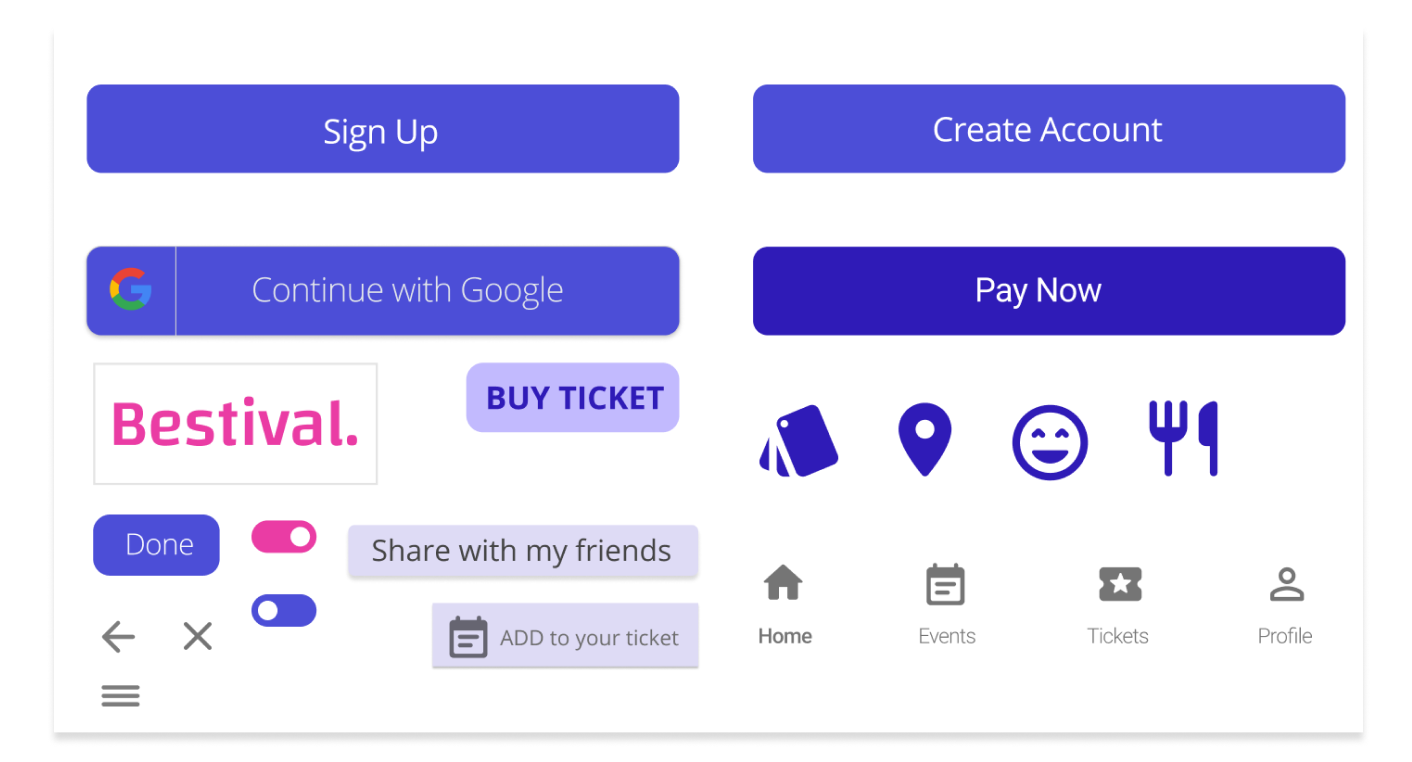 Sign Up
Create Account
Continue with Google
Pay Now
Bestival.
BUY TICKET
Done
Share with my friends
ADD to your ticket
Home
Events
Tickets
Profile